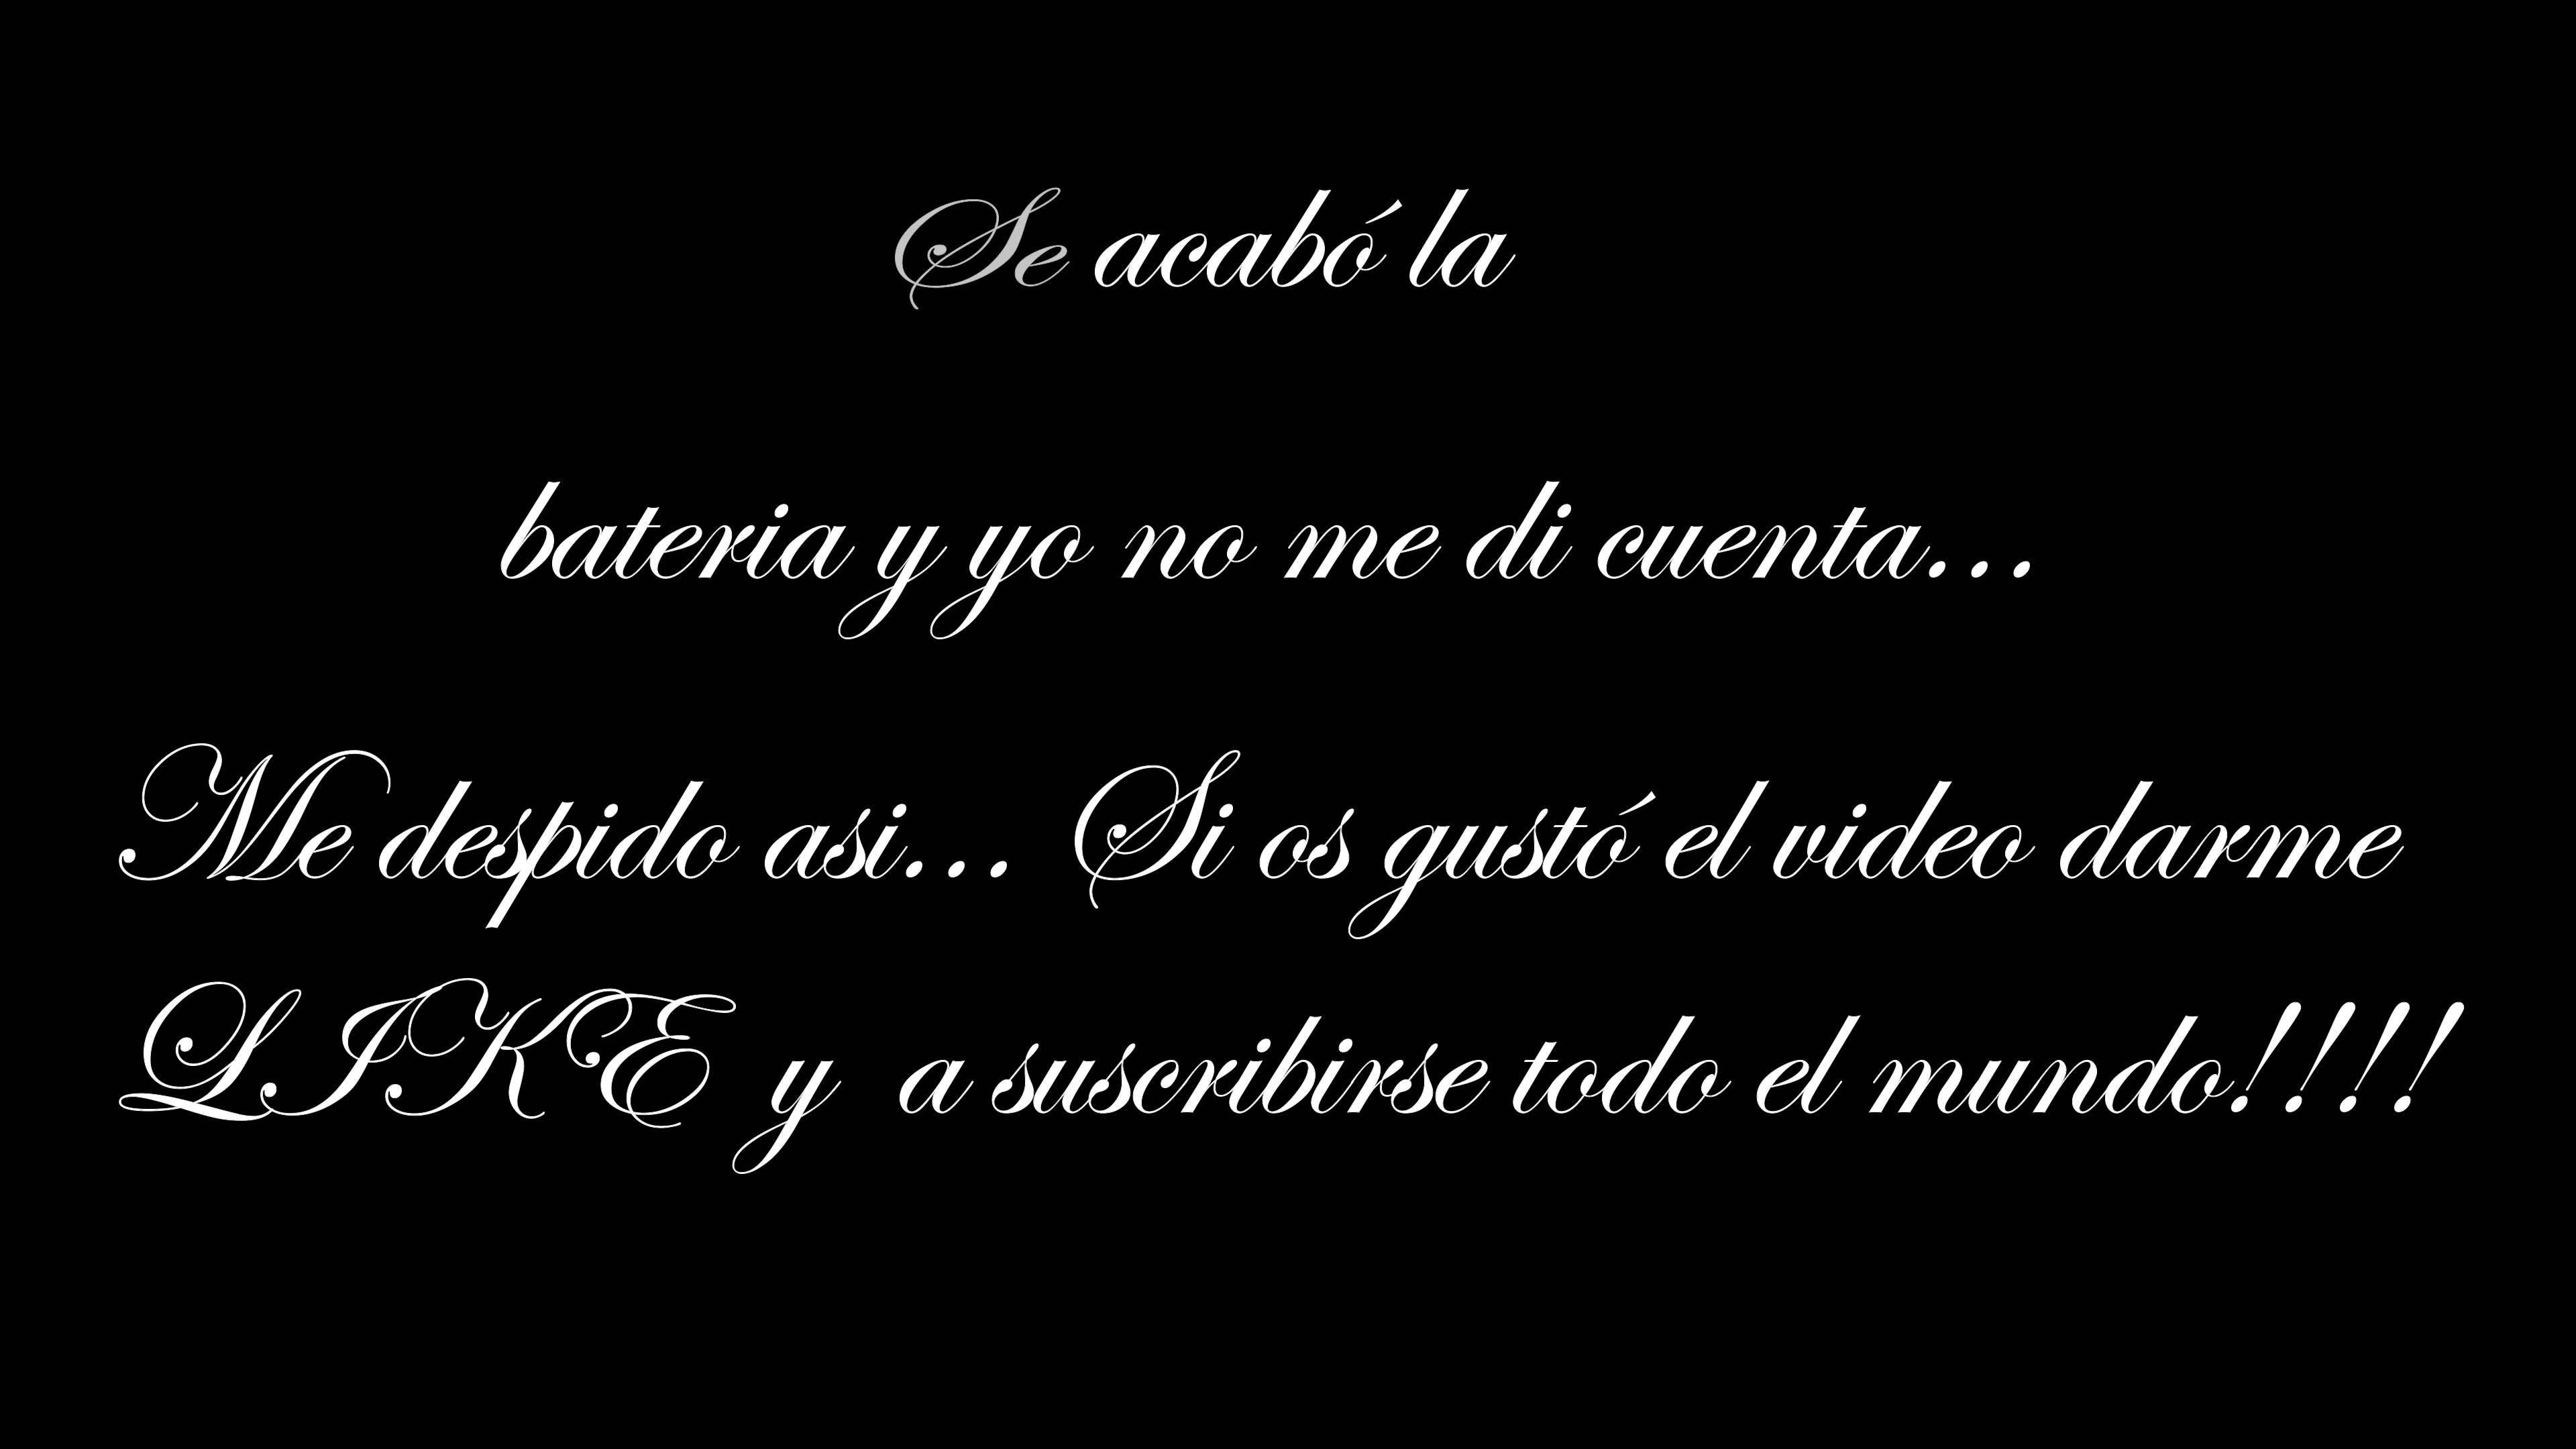 Se acabó la
bateria y yo no me di cuenta...
Me despido asi... Si os gustó el video darme
LIKE y a suscribirse todo el mundo!!!!